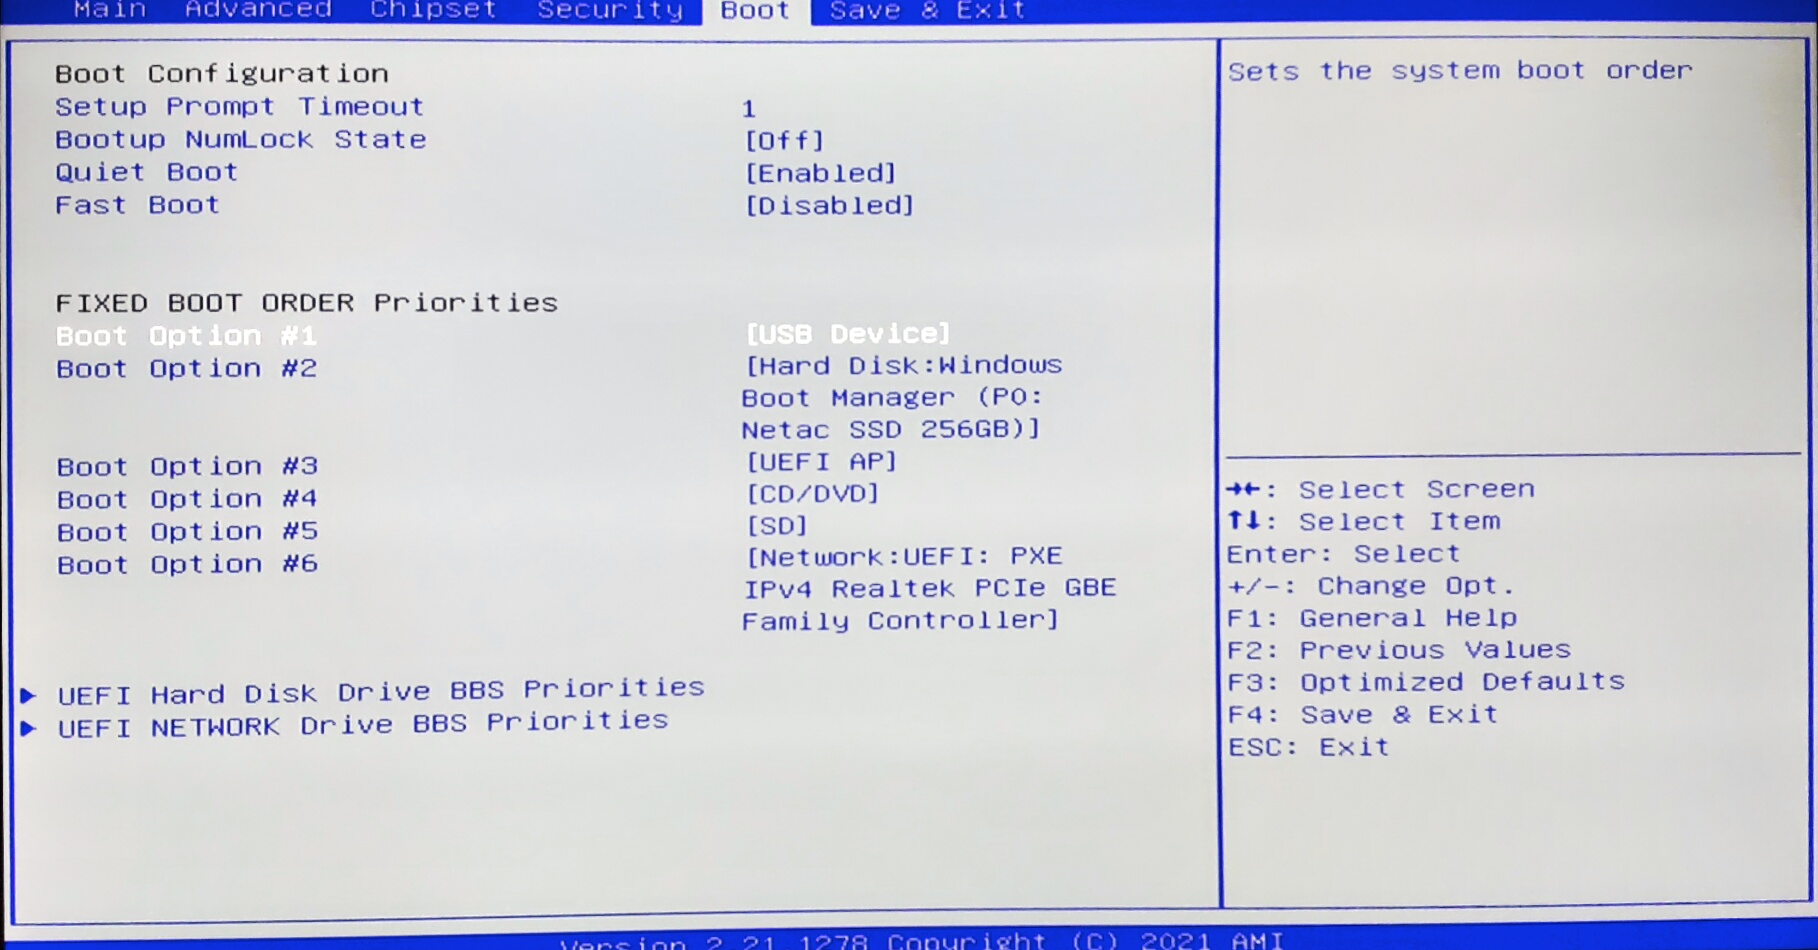 Main Advanced Chipset Security Boot Save & Exit
Boot Configuration
Setup Prompt Timeout 1
Bootup NumLock State [Off]
Quiet Boot [Enabled]
Fast Boot [Disabled]
FIXED BOOT ORDER Priorities
Boot Option #1 [USB Device]
Boot Option #2 [Hard Disk:Windows
Boot Manager (P0:
Netac SSD 256GB)]
Boot Option #3 [UEFI AP]
Boot Option #4 [CD/DVD]
Boot Option #5 [SD]
Boot Option #6 [Network:UEFI: PXE
IPv4 Realtek PCIe GBE
Family Controller]
▶ UEFI Hard Disk Drive BBS Priorities
▶ UEFI NETWORK Drive BBS Priorities
Sets the system boot order
→←: Select Screen
↑↓: Select Item
Enter: Select
+/-: Change Opt.
F1: General Help
F2: Previous Values
F3: Optimized Defaults
F4: Save & Exit
ESC: Exit
Version 2.21.1278 Copyright (C) 2021 AMI